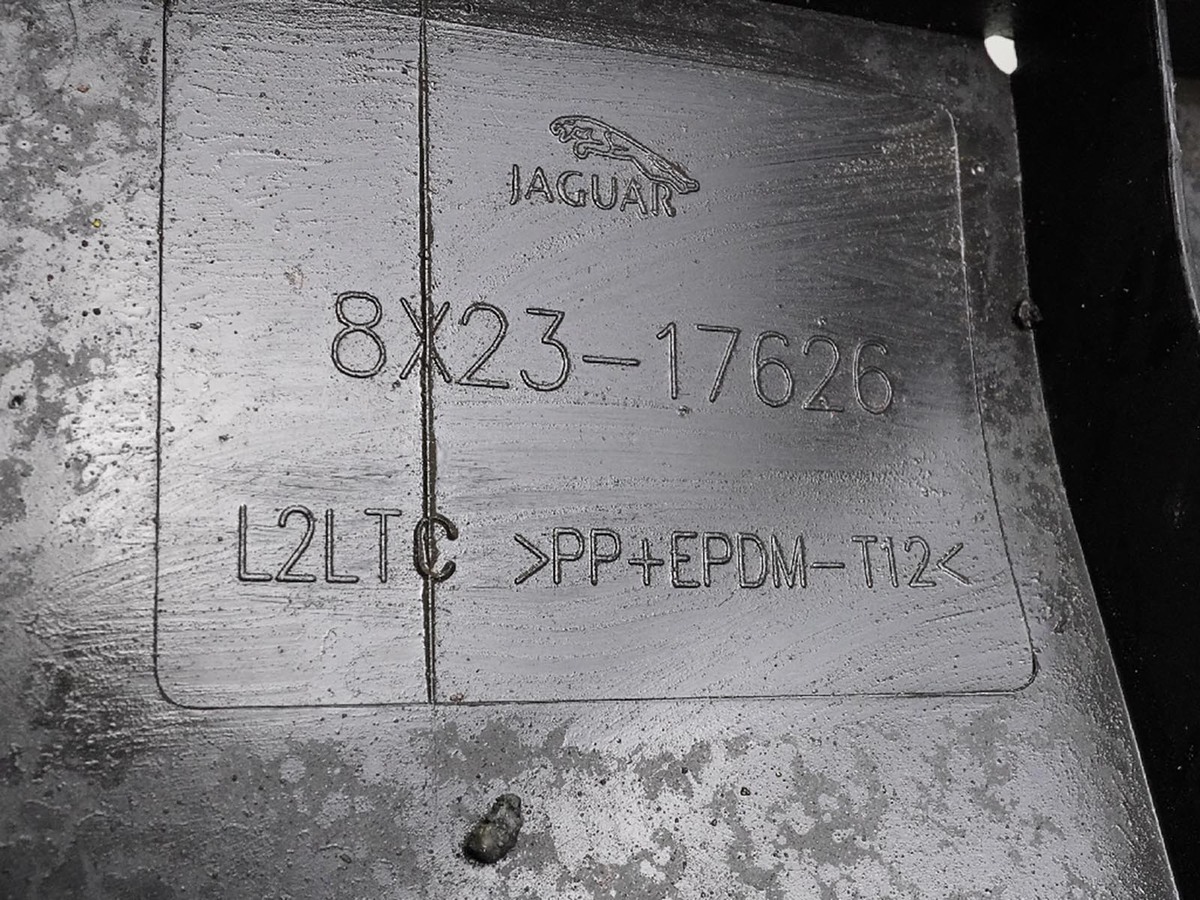 JAGUAR
8X23-17626
L2LTC >PP+EPDM-T12<